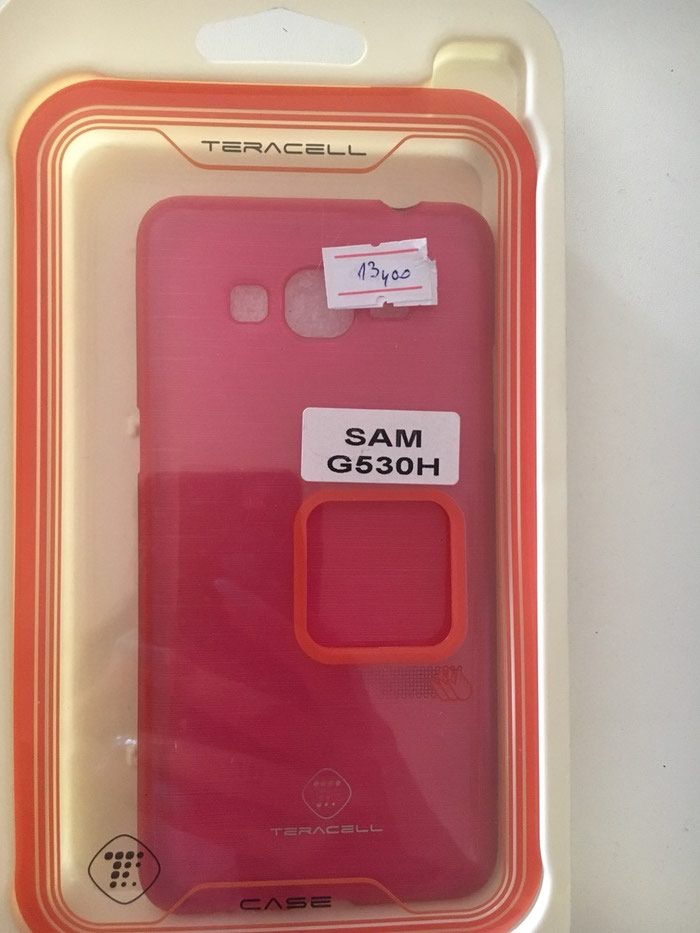 TERACELL
13400
SAM
G530H
TERACELL
CASE